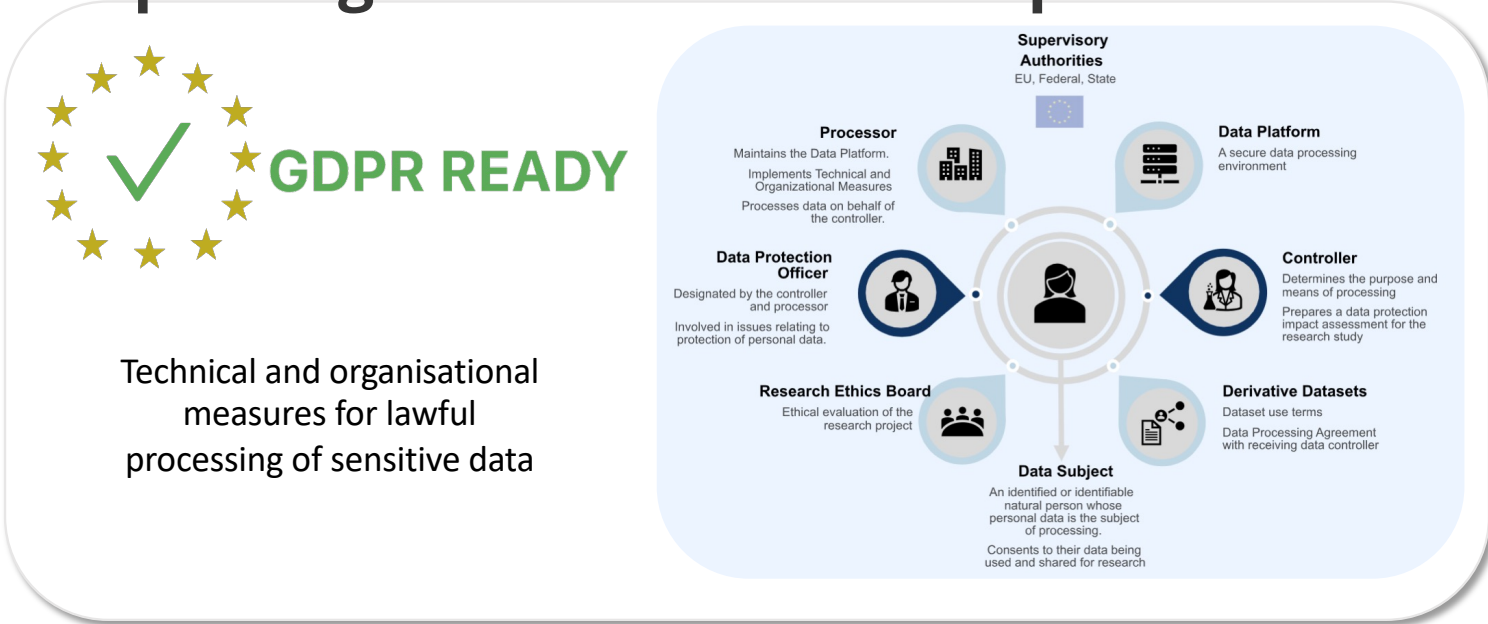 GDPR READY
Technical and organisational
measures for lawful
processing of sensitive data
Supervisory
Authorities
EU, Federal, State
Processor
Maintains the Data Platform.
Implements Technical and
Organizational Measures
Processes data on behalf of
the controller.
Data Platform
A secure data processing
environment
Data Protection
Officer
Designated by the controller
and processor
Involved in issues relating to
protection of personal data.
Controller
Determines the purpose and
means of processing
Prepares a data protection
impact assessment for the
research study
Research Ethics Board
Ethical evaluation of the
research project
Derivative Datasets
Dataset use terms
Data Processing Agreement
with receiving data controller
Data Subject
An identified or identifiable
natural person whose
personal data is the subject
of processing.
Consents to their data being
used and shared for research